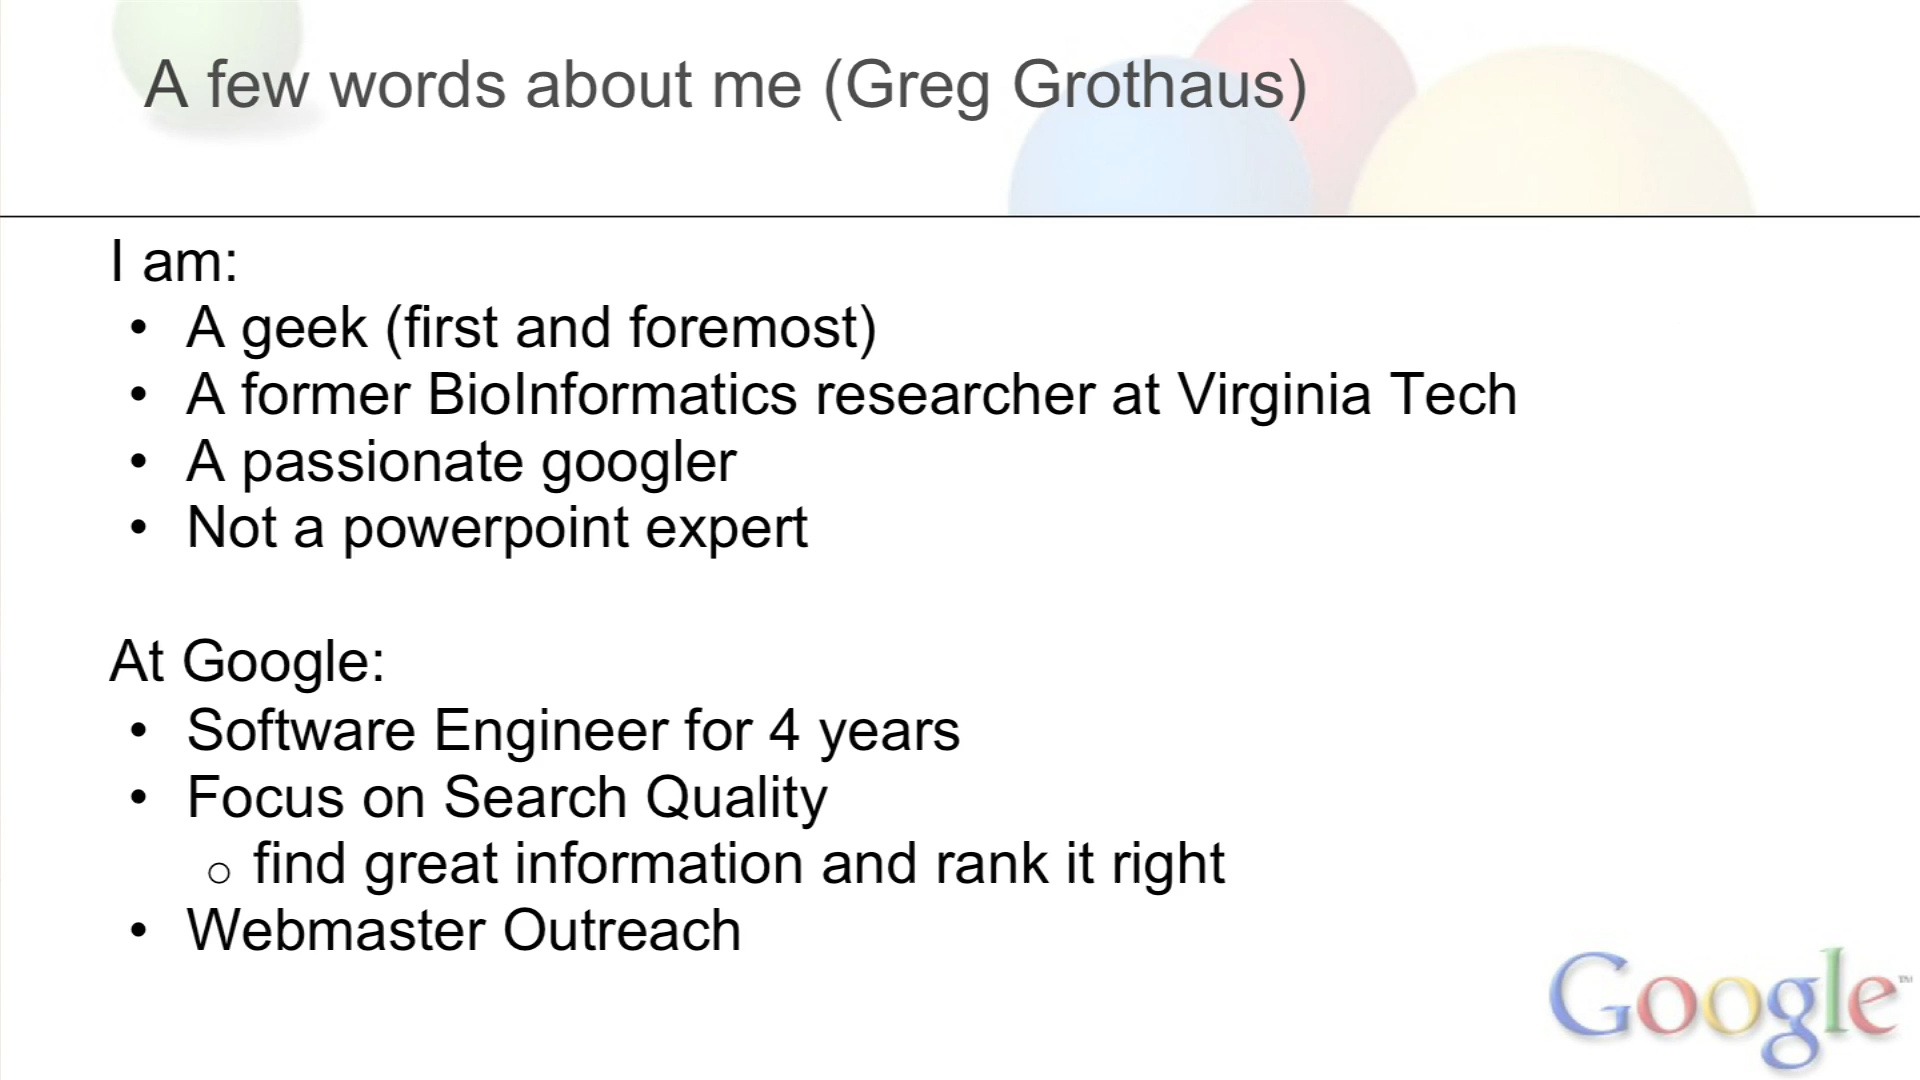 A few words about me (Greg Grothaus)
I am:
• A geek (first and foremost)
• A former BioInformatics researcher at Virginia Tech
• A passionate googler
• Not a powerpoint expert
At Google:
• Software Engineer for 4 years
• Focus on Search Quality
o find great information and rank it right
• Webmaster Outreach
Google™